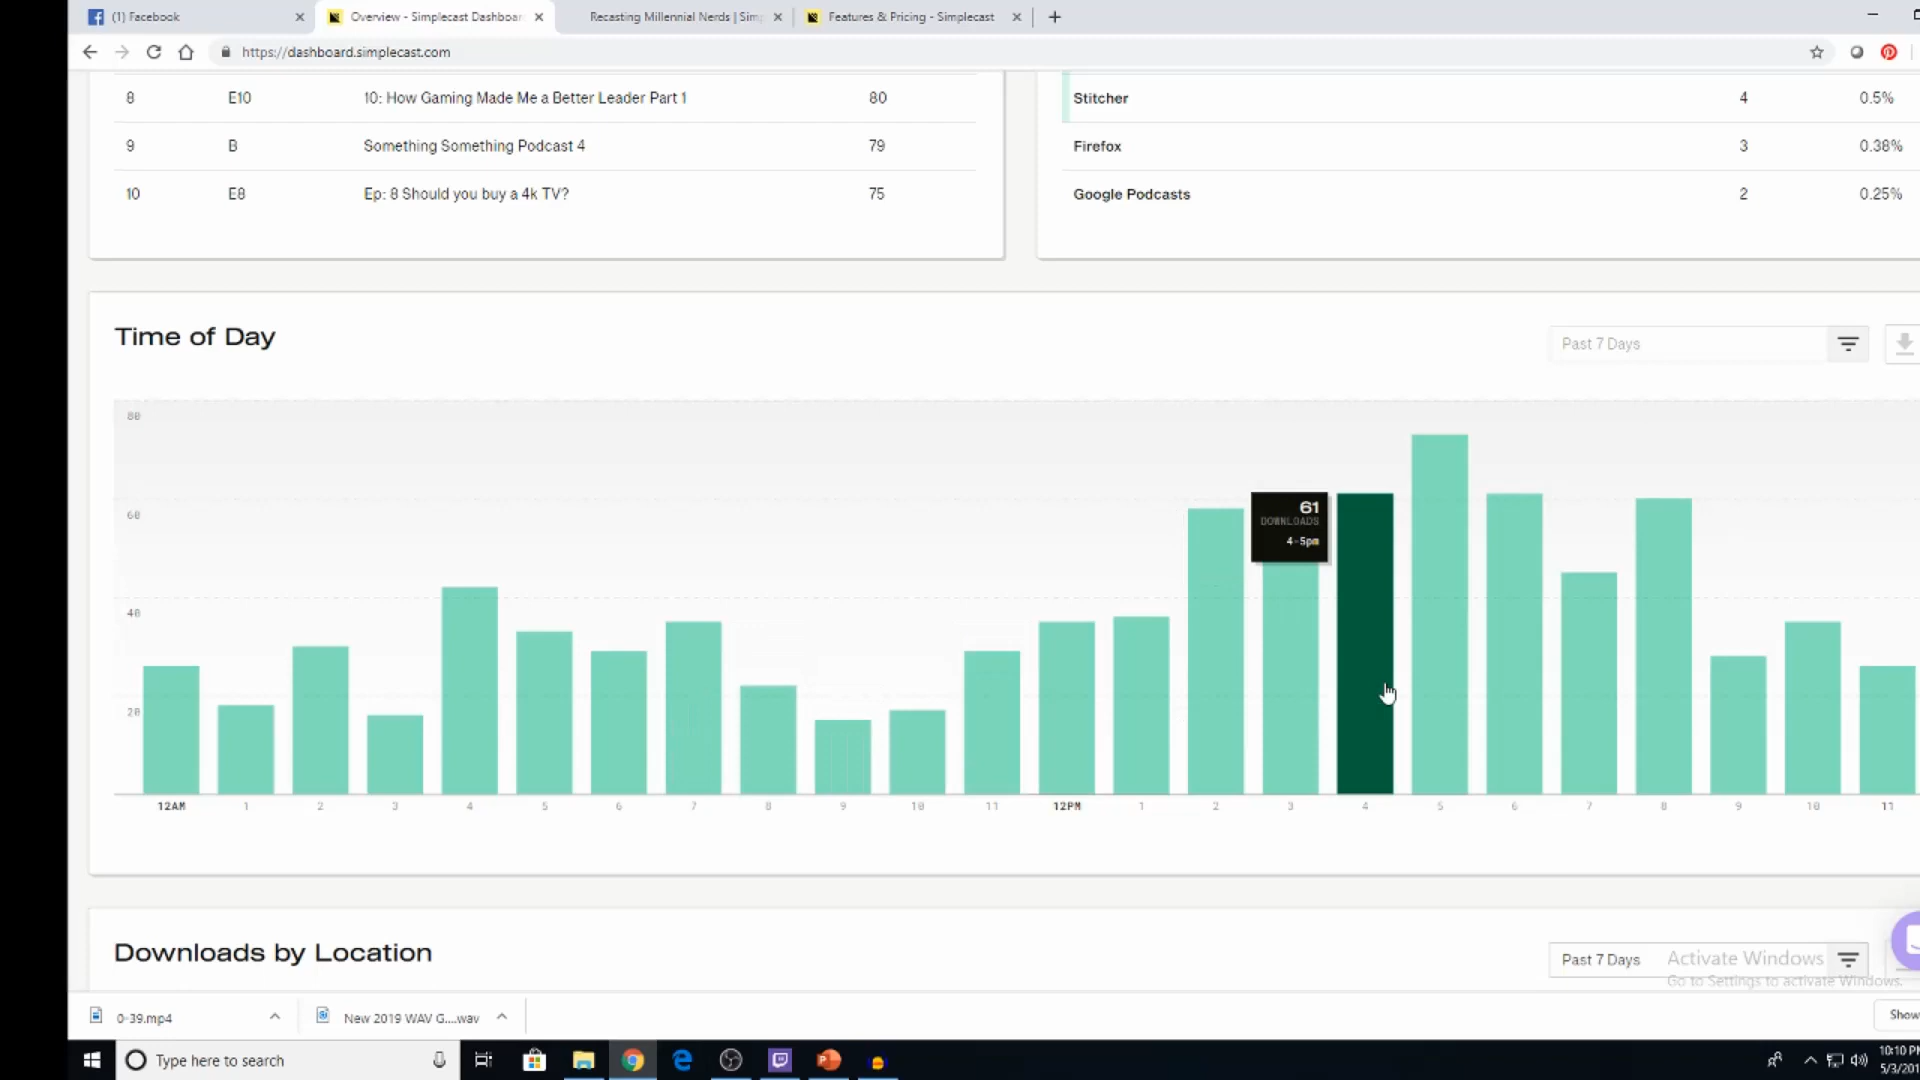 (1) Facebook
Overview - Simplecast Dashboar
Recasting Millennial Nerds | Sim
Features & Pricing - Simplecast
https://dashboard.simplecast.com
8 E10 10: How Gaming Made Me a Better Leader Part 1 80
9 B Something Something Podcast 4 79
10 E8 Ep: 8 Should you buy a 4k TV? 75
Stitcher 4 0.5%
Firefox 3 0.38%
Google Podcasts 2 0.25%
Time of Day
Past 7 Days
80
60
40
20
61
DOWNLOADS
4-5pm
12AM 1 2 3 4 5 6 7 8 9 10 11 12PM 1 2 3 4 5 6 7 8 9 10 11
Downloads by Location
Past 7 Days
Activate Windows
Go to Settings to activate Windows.
0-39.mp4
New 2019 WAV G....wav
Show
Type here to search
10:10 PM
5/3/201